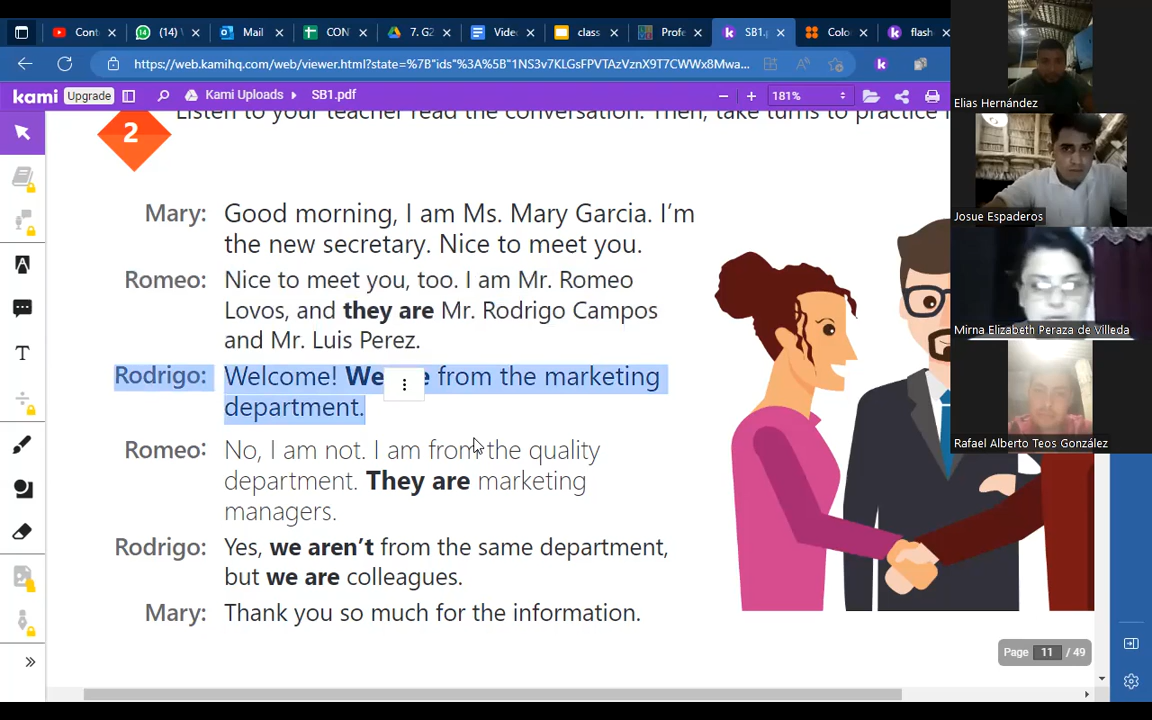 Cont
(14)
Mail
CON
7. G2
Vide
class
Profe
SB1.
Colo
flash
https://web.kamihq.com/web/viewer.html?state=%7B"ids"%3A%5B"1NS3v7KLGsFPVTAzVznX9T7CWWx8Mwa...
kami Upgrade Kami Uploads SB1.pdf 181%
2 Listen to your teacher read the conversation. Then, take turns to practice
Mary: Good morning, I am Ms. Mary Garcia. I'm
the new secretary. Nice to meet you.
Romeo: Nice to meet you, too. I am Mr. Romeo
Lovos, and they are Mr. Rodrigo Campos
and Mr. Luis Perez.
Rodrigo: Welcome! We from the marketing
department.
Romeo: No, I am not. I am from the quality
department. They are marketing
managers.
Rodrigo: Yes, we aren't from the same department,
but we are colleagues.
Mary: Thank you so much for the information.
Page 11 / 49
Elias Hernández
Josue Espaderos
Mirna Elizabeth Peraza de Villeda
Rafael Alberto Teos González